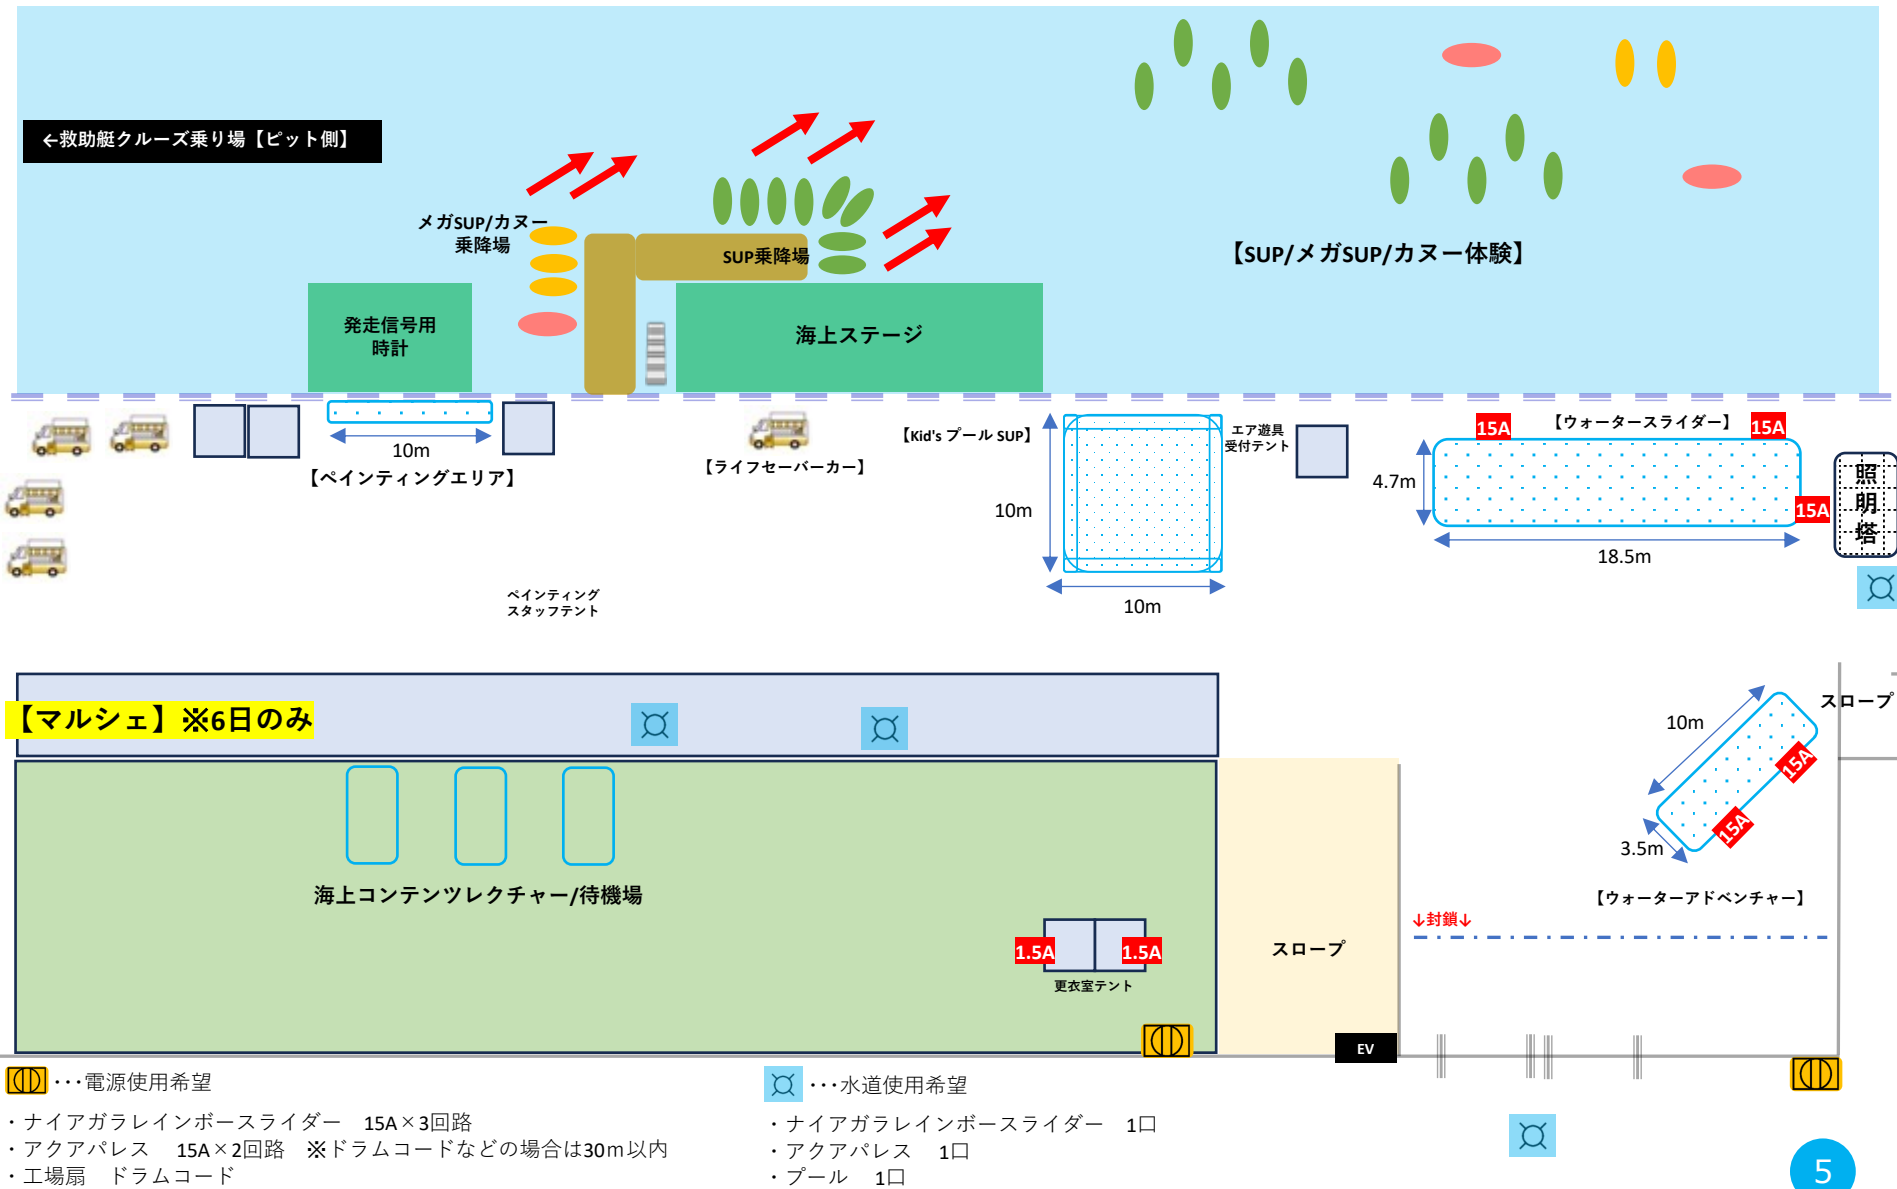 ←救助艇クルーズ乗り場【ピット側】
メガSUP/カヌー
乗降場
SUP乗降場
【SUP/メガSUP/カヌー体験】
発走信号用
時計
海上ステージ
10m
【ペインティングエリア】
【ライフセーバーカー】
【Kid's プール SUP】
10m
10m
エア遊具
受付テント
15A
【ウォータースライダー】
15A
4.7m
15A
18.5m
照明塔
ペインティング
スタッフテント
【マルシェ】※6日のみ
海上コンテンツレクチャー/待機場
1.5A
1.5A
更衣室テント
スロープ
EV
スロープ
10m
15A
15A
3.5m
【ウォーターアドベンチャー】
↓封鎖↓
・・・電源使用希望
・ナイアガラレインボースライダー　15A×3回路
・アクアパレス　15A×2回路　※ドラムコードなどの場合は30m以内
・工場扇　ドラムコード
・・・水道使用希望
・ナイアガラレインボースライダー　1口
・アクアパレス　1口
・プール　1口
5